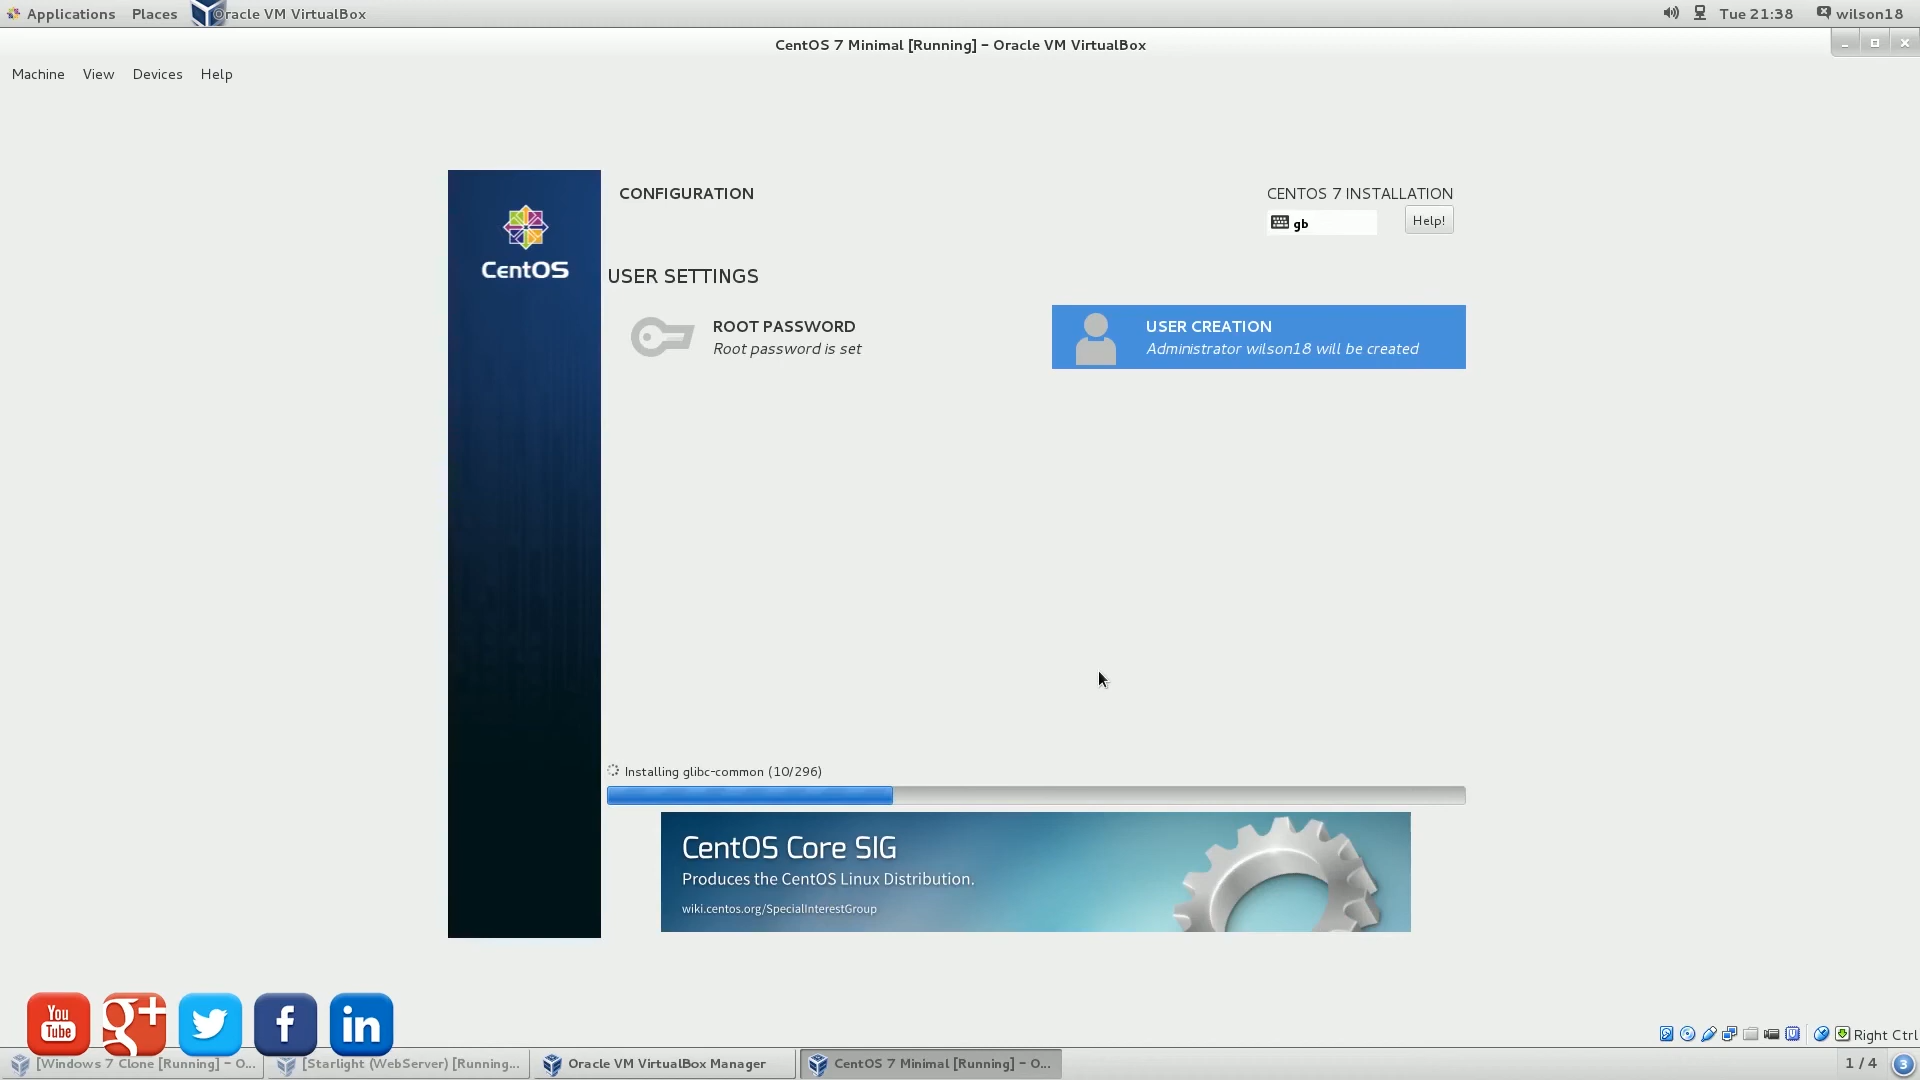 Applications Places Oracle VM VirtualBox Tue 21:38 wilson18
CentOS 7 Minimal [Running] - Oracle VM VirtualBox
Machine View Devices Help
CONFIGURATION
CENTOS 7 INSTALLATION
gb Help!
CentOS
USER SETTINGS
ROOT PASSWORD
Root password is set
USER CREATION
Administrator wilson18 will be created
Installing glibc-common (10/296)
CentOS Core SIG
Produces the CentOS Linux Distribution.
wiki.centos.org/SpecialInterestGroup
You Tube g+ f in
Right Ctrl
[Windows 7 Clone [Running] - O... [Starlight (WebServer) [Running... Oracle VM VirtualBox Manager CentOS 7 Minimal [Running] - O... 1 / 4 3